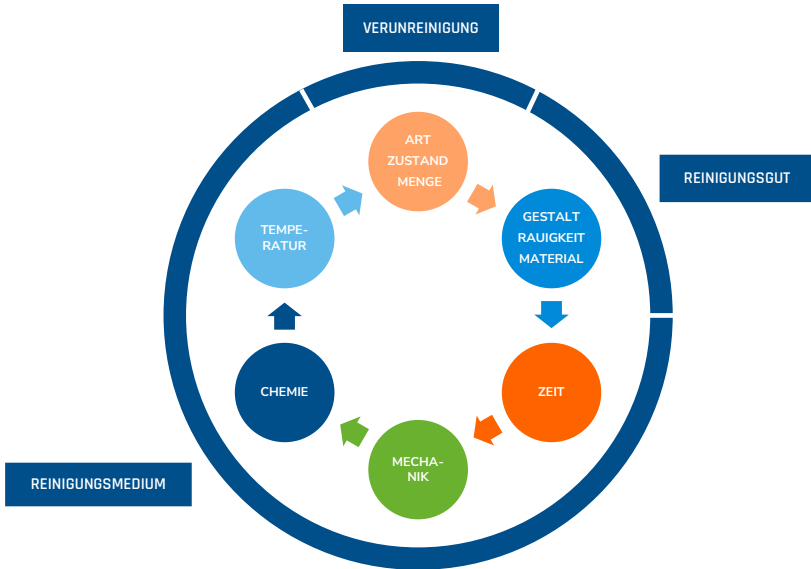 VERUNREINIGUNG
ART
ZUSTAND
MENGE
REINIGUNGSGUT
GESTALT
RAUIGKEIT
MATERIAL
TEMPE-
RATUR
CHEMIE
ZEIT
MECHA-
NIK
REINIGUNGSMEDIUM